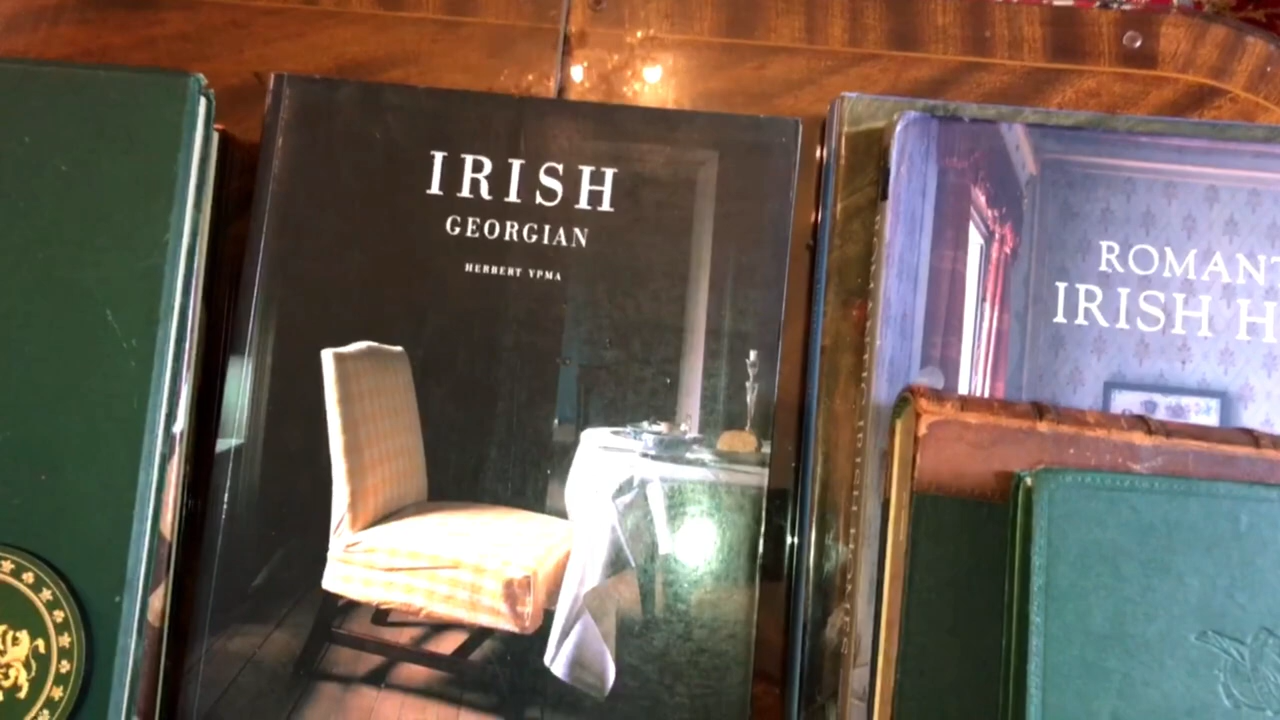 IRISH
GEORGIAN
HERBERT YPMA
ROMANT
IRISH H